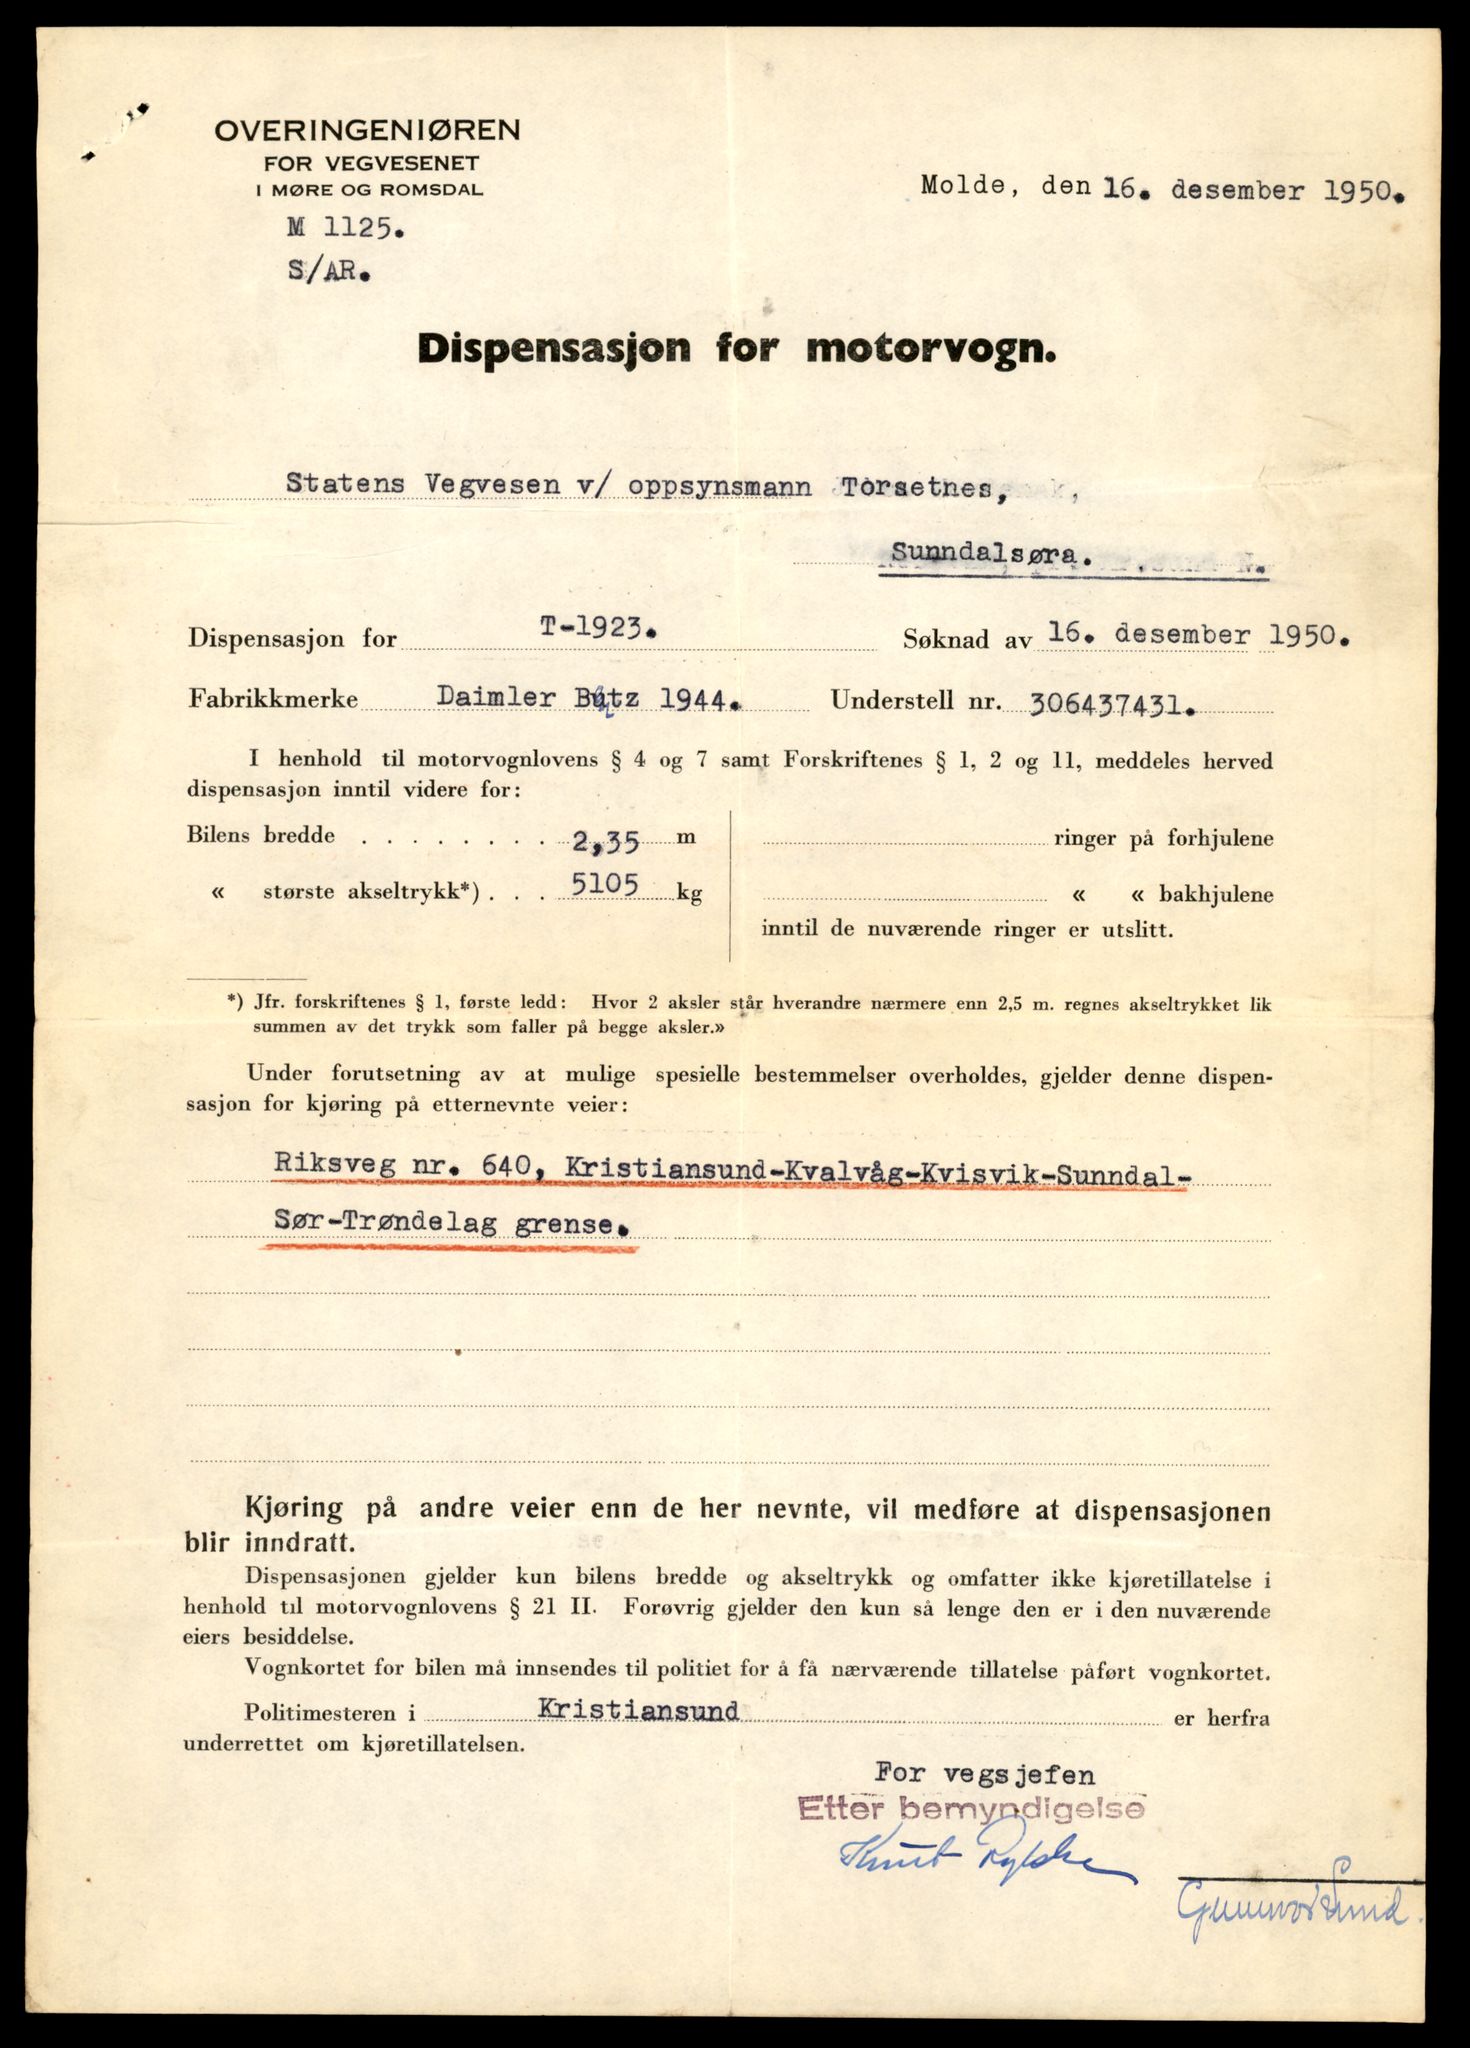 OVERINGENIØREN
FOR VEGVESENET
I MØRE OG ROMSDAL
M 1125.
S/AR.
Molde, den 16. desember 1950.
Dispensasjon for motorvogn.
Statens Vegvesen v/ oppsynsmann Torsetnes,
Sunndalsøra.
Dispensasjon for T-1923. Søknad av 16. desember 1950.
Fabrikkmerke Daimler Bntz 1944. Understell nr. 306437431.
I henhold til motorvognlovens § 4 og 7 samt Forskriftenes § 1, 2 og 11, meddeles herved
dispensasjon inntil videre for:
Bilens bredde . . . . . . . . 2,35 m
« største akseltrykk*) . . . 5105 kg
ringer på forhjulene
« « bakhjulene
inntil de nuværende ringer er utslitt.
*) Jfr. forskriftenes § 1, første ledd: Hvor 2 aksler står hverandre nærmere enn 2,5 m. regnes akseltrykket lik
summen av det trykk som faller på begge aksler.»
Under forutsetning av at mulige spesielle bestemmelser overholdes, gjelder denne dispen-
sasjon for kjøring på etternevnte veier:
Riksveg nr. 640, Kristiansund-Kvalvåg-Kvisvik-Sunndal-
Sør-Trøndelag grense.
Kjøring på andre veier enn de her nevnte, vil medføre at dispensasjonen
blir inndratt.
Dispensasjonen gjelder kun bilens bredde og akseltrykk og omfatter ikke kjøretillatelse i
henhold til motorvognlovens § 21 II. Forøvrig gjelder den kun så lenge den er i den nuværende
eiers besiddelse.
Vognkortet for bilen må innsendes til politiet for å få nærværende tillatelse påført vognkortet.
Politimesteren i Kristiansund er herfra
underrettet om kjøretillatelsen.
For vegsjefen
Etter bemyndigelse
Knut
Gunnvor Sund.